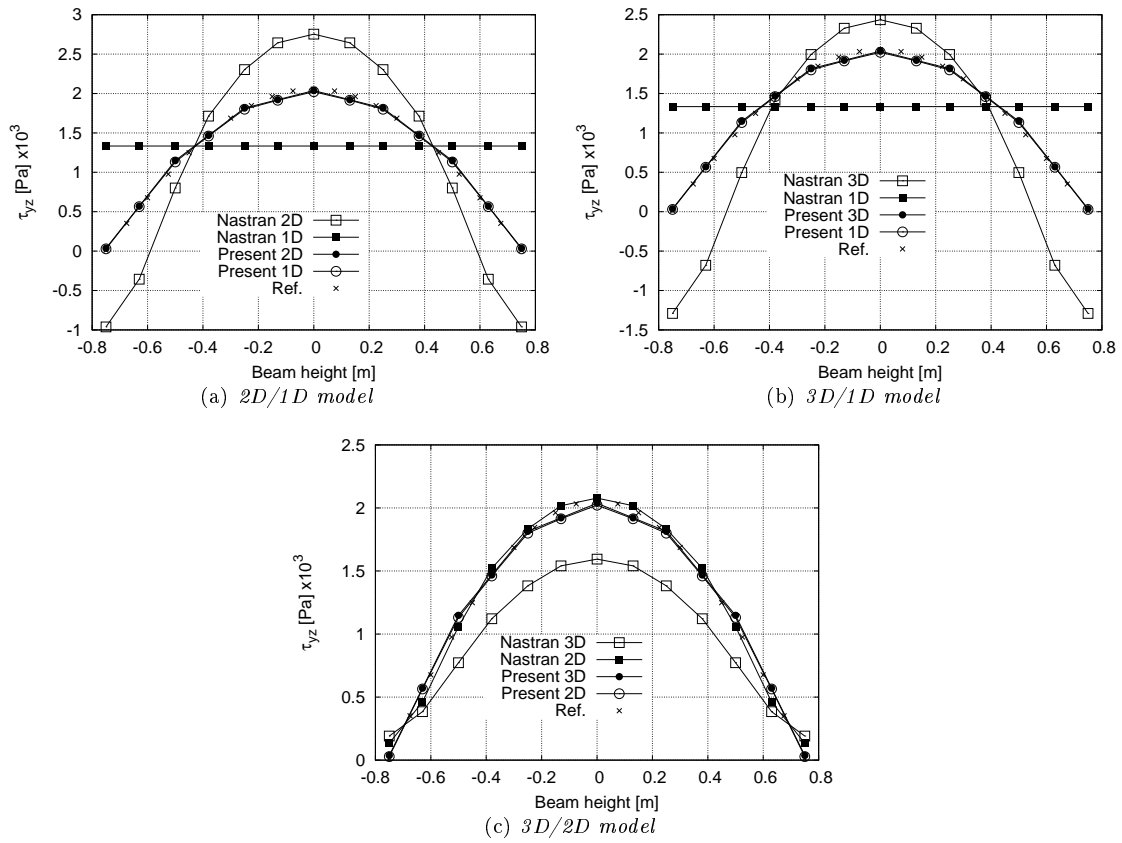 3
2.5
2
1.5
1
0.5
0
-0.5
-1
-0.8 -0.6 -0.4 -0.2 0 0.2 0.4 0.6 0.8
τyz [Pa] x10³
Beam height [m]
Nastran 2D
Nastran 1D
Present 2D
Present 1D
Ref.
(a) 2D/1D model
2.5
2
1.5
1
0.5
0
-0.5
-1
-1.5
-0.8 -0.6 -0.4 -0.2 0 0.2 0.4 0.6 0.8
τyz [Pa] x10³
Beam height [m]
Nastran 3D
Nastran 1D
Present 3D
Present 1D
Ref.
(b) 3D/1D model
2.5
2
1.5
1
0.5
0
-0.8 -0.6 -0.4 -0.2 0 0.2 0.4 0.6 0.8
τyz [Pa] x10³
Beam height [m]
Nastran 3D
Nastran 2D
Present 3D
Present 2D
Ref.
(c) 3D/2D model